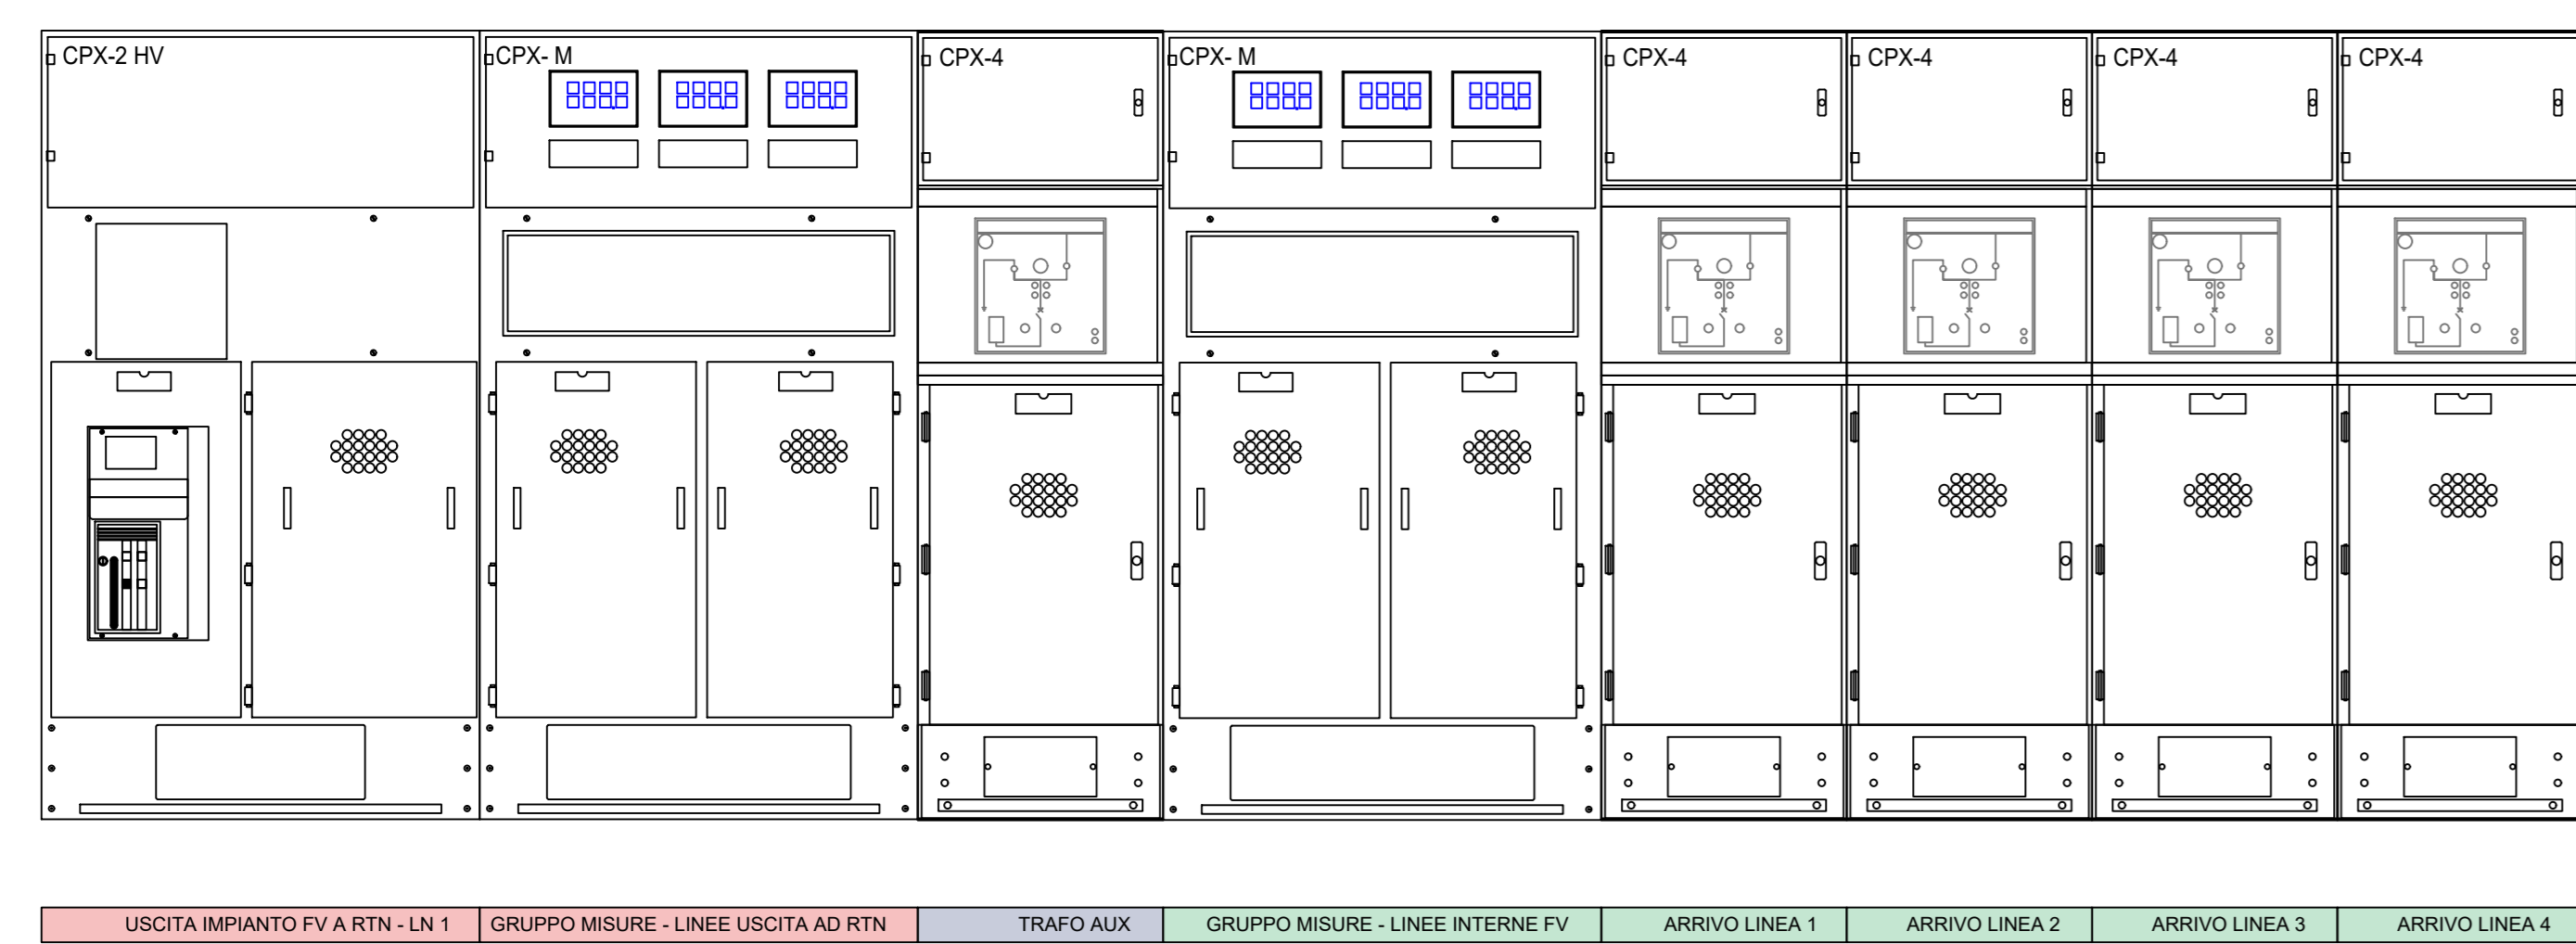 CPX-2 HV
CPX- M
CPX-4
CPX- M
CPX-4
CPX-4
CPX-4
CPX-4
USCITA IMPIANTO FV A RTN - LN 1
GRUPPO MISURE - LINEE USCITA AD RTN
TRAFO AUX
GRUPPO MISURE - LINEE INTERNE FV
ARRIVO LINEA 1
ARRIVO LINEA 2
ARRIVO LINEA 3
ARRIVO LINEA 4